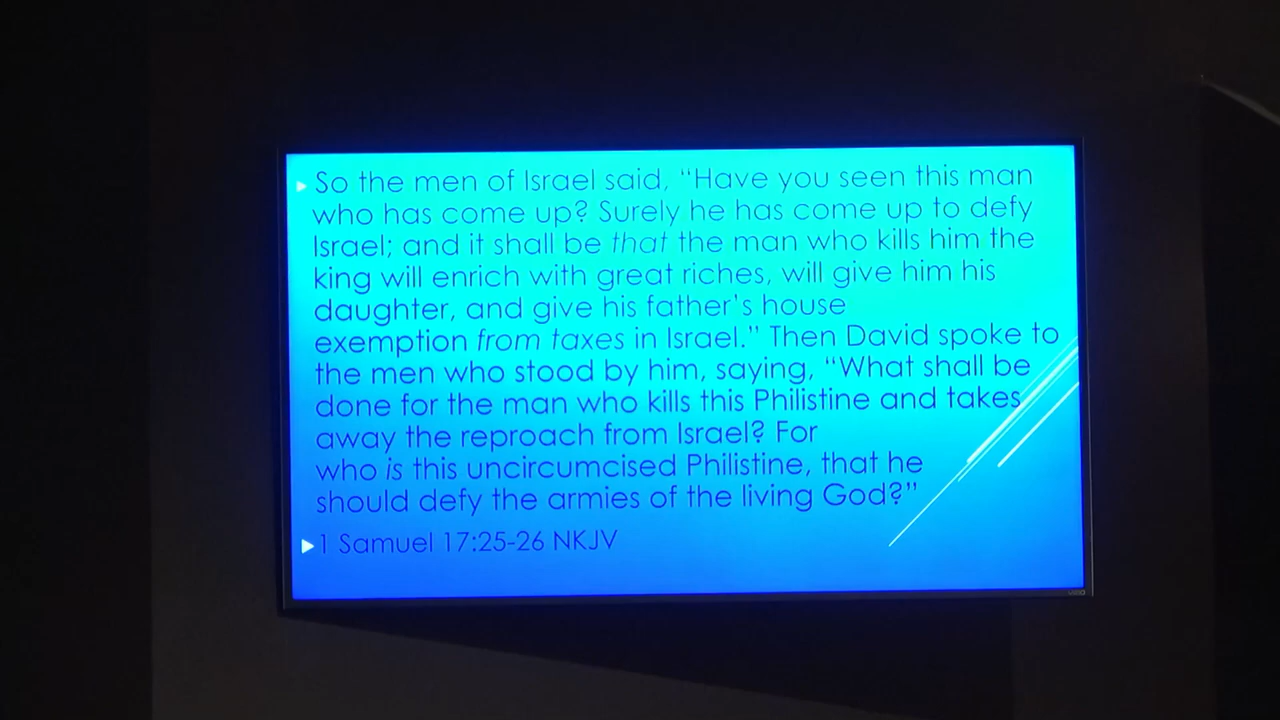 So the men of Israel said, “Have you seen this man
who has come up? Surely he has come up to defy
Israel; and it shall be that the man who kills him the
king will enrich with great riches, will give him his
daughter, and give his father’s house
exemption from taxes in Israel.” Then David spoke to
the men who stood by him, saying, “What shall be
done for the man who kills this Philistine and takes
away the reproach from Israel? For
who is this uncircumcised Philistine, that he
should defy the armies of the living God?”
1 Samuel 17:25-26 NKJV